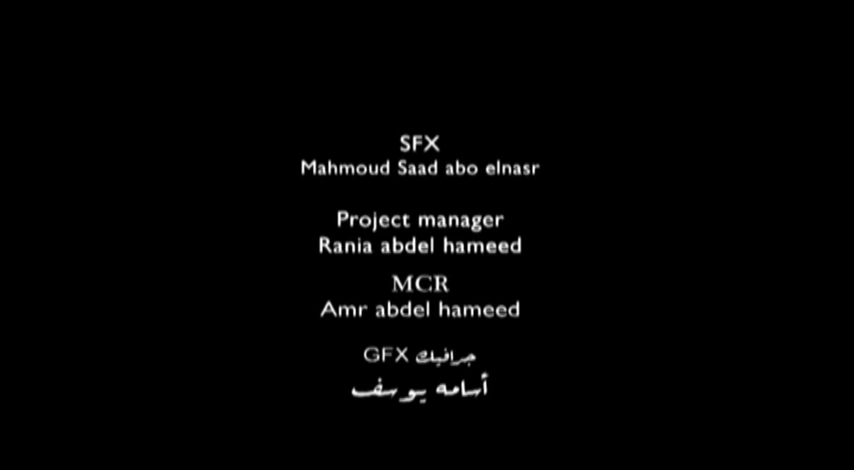 SFX
Mahmoud Saad abo elnasr
Project manager
Rania abdel hameed
MCR
Amr abdel hameed
جرافيك GFX
أسامه يوسف